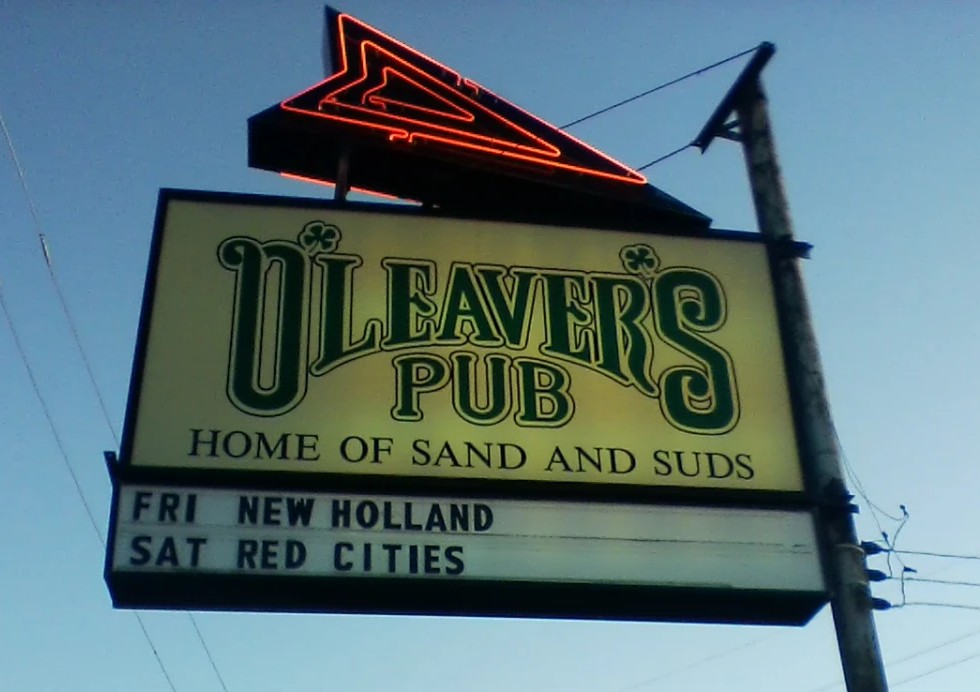 O'LEAVER'S
PUB
HOME OF SAND AND SUDS
FRI NEW HOLLAND
SAT RED CITIES